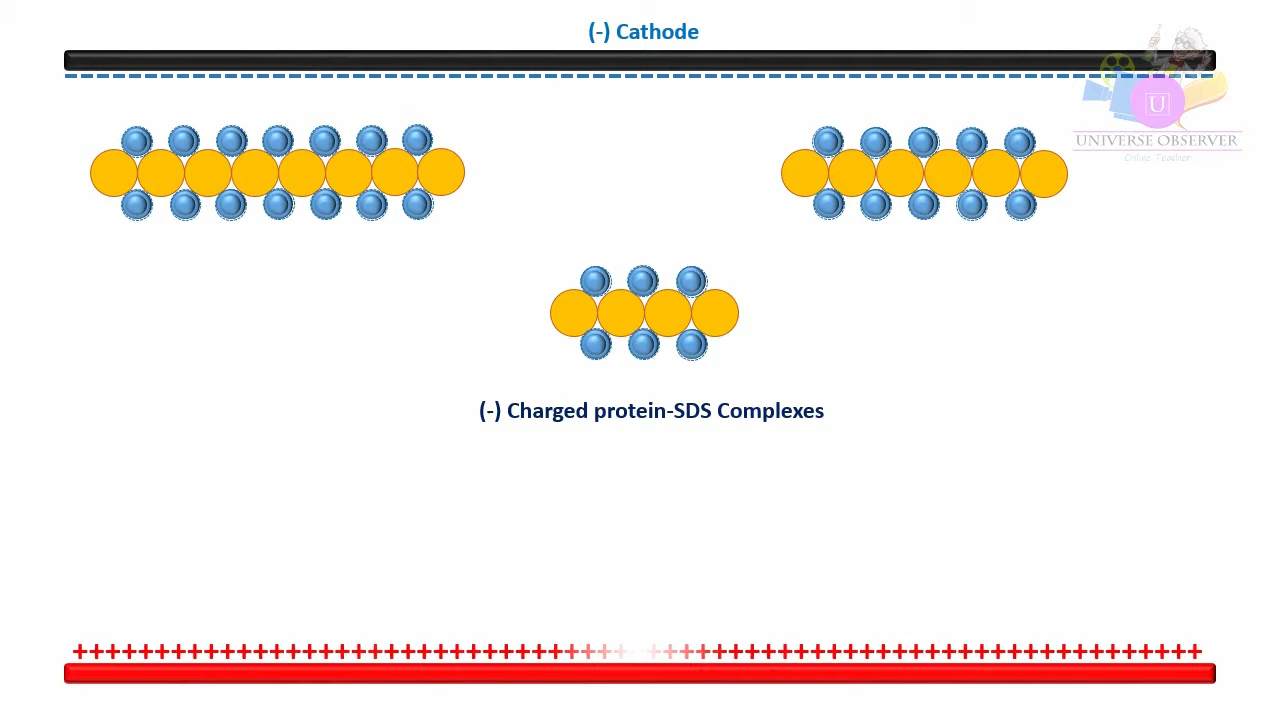 (-) Cathode
U
UNIVERSE OBSERVER
Online Teacher
(-) Charged protein-SDS Complexes
+++++++++++++++++++++++++++++++++++++++++++++++++++++++++++++++++++++